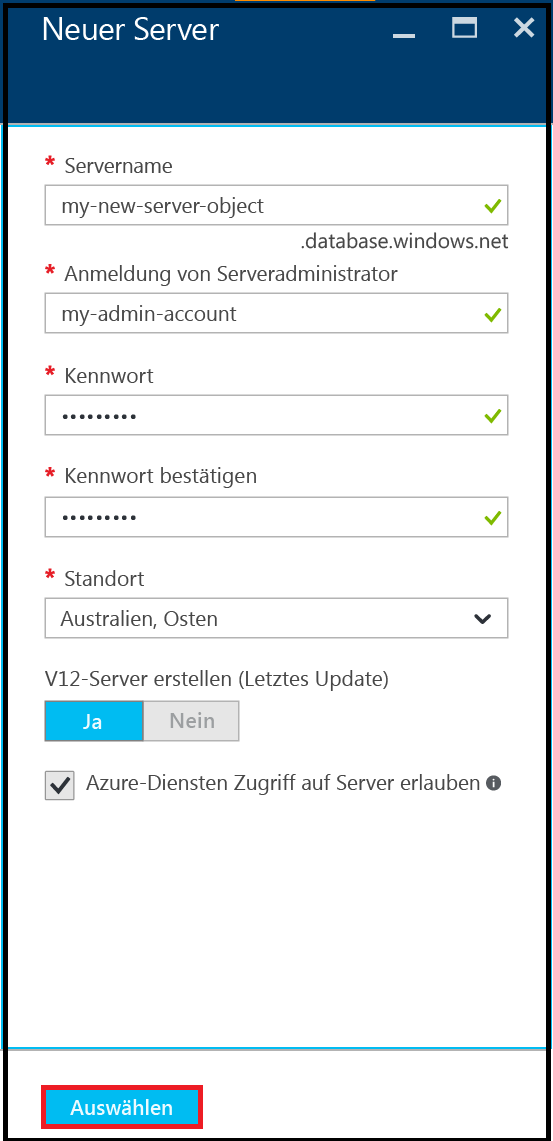 Neuer Server
* Servername
my-new-server-object
.database.windows.net
* Anmeldung von Serveradministrator
my-admin-account
* Kennwort
•••••••••
* Kennwort bestätigen
•••••••••
* Standort
Australien, Osten
V12-Server erstellen (Letztes Update)
Ja Nein
Azure-Diensten Zugriff auf Server erlauben
Auswählen